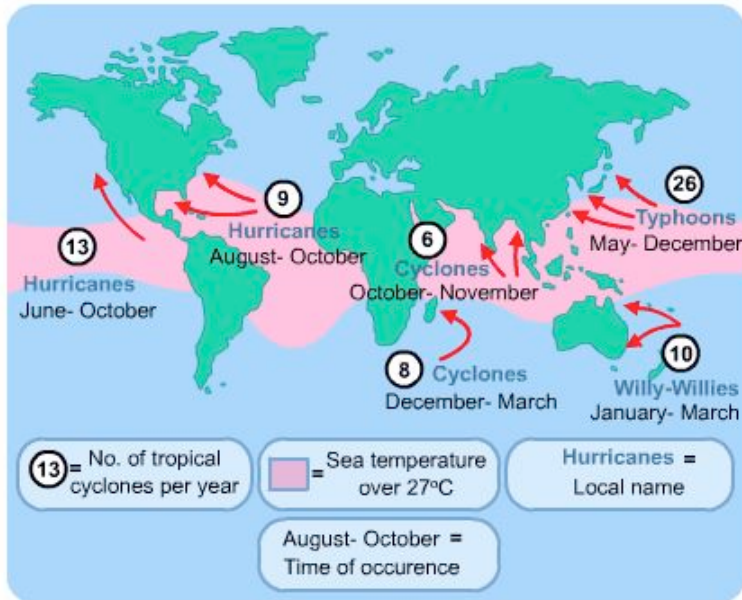 26
9
Typhoons
May- December
6
Hurricanes
August- October
13
Cyclones
October- November
Hurricanes
June- October
10
8
Cyclones
December- March
Willy-Willies
January- March
13 = No. of tropical
cyclones per year
= Sea temperature
over 27ºC
Hurricanes =
Local name
August- October =
Time of occurence